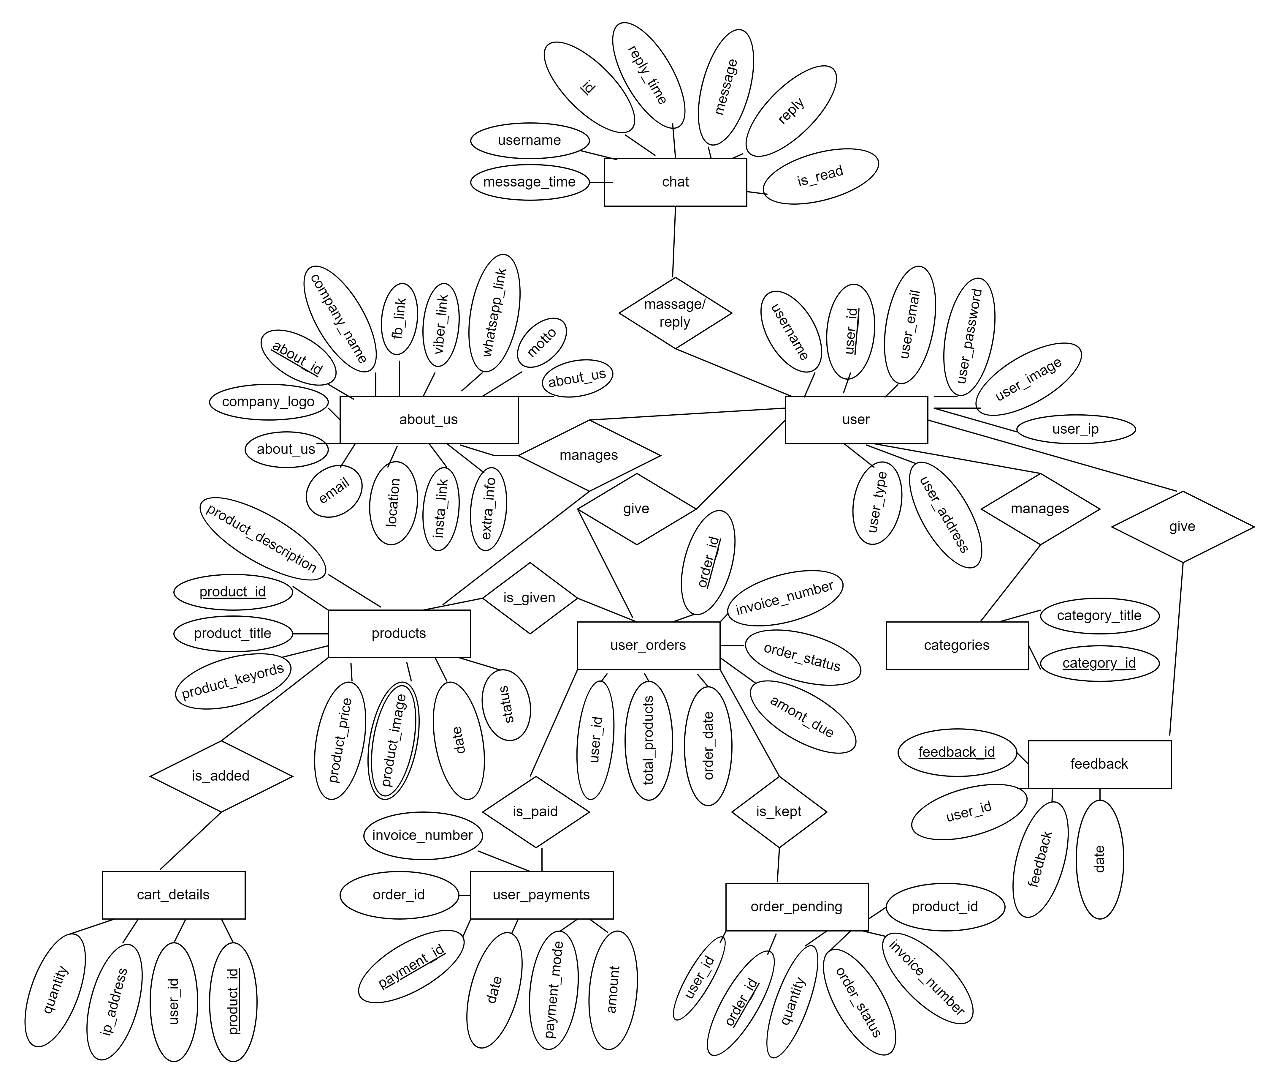 id
reply_time
message
reply
username
message_time
chat
is_read
massage/
reply
company_name
fb_link
viber_link
whatsapp_link
motto
about_id
about_us
company_logo
about_us
about_us
email
location
insta_link
extra_info
username
user_id
user_email
user_password
user_image
user
user_ip
user_type
user_address
manages
give
manages
give
product_description
product_id
product_title
product_keyords
products
product_price
product_image
date
status
is_given
order_id
invoice_number
user_orders
order_status
amont_due
user_id
total_products
order_date
categories
category_title
category_id
feedback_id
feedback
user_id
feedback
date
is_added
is_paid
is_kept
invoice_number
order_id
user_payments
payment_id
date
payment_mode
amount
cart_details
quantity
ip_address
user_id
product_id
order_pending
product_id
user_id
order_id
quantity
order_status
invoice_number